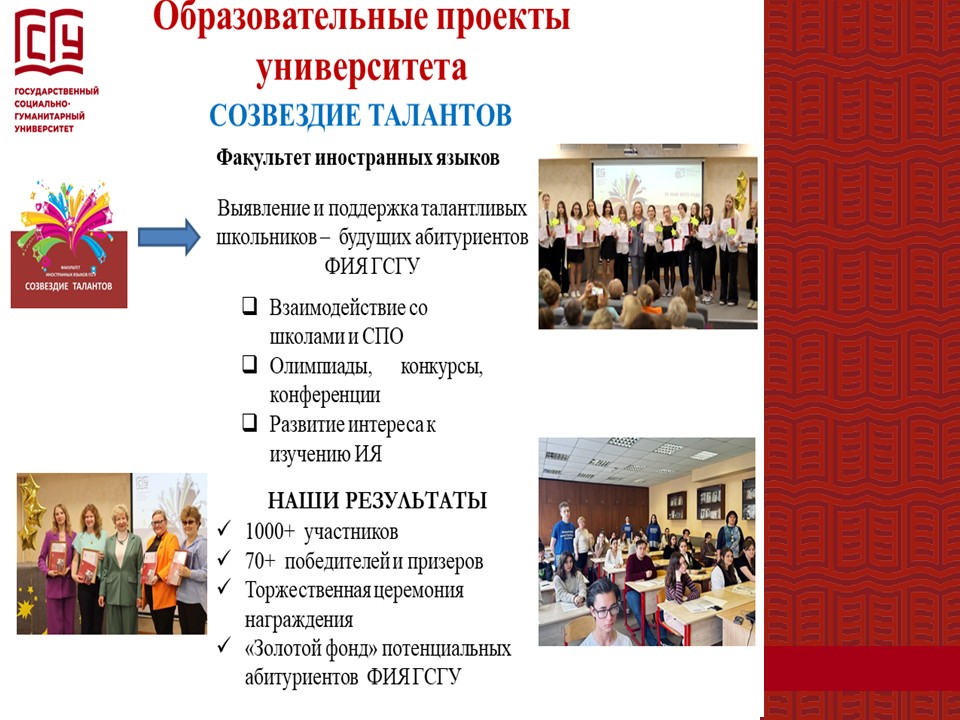 Образовательные проекты
университета
ГОСУДАРСТВЕННЫЙ
СОЦИАЛЬНО-
ГУМАНИТАРНЫЙ
УНИВЕРСИТЕТ
СОЗВЕЗДИЕ ТАЛАНТОВ
Факультет иностранных языков
ФАКУЛЬТЕТ
ИНОСТРАННЫХ ЯЗЫКОВ ГСГУ
СОЗВЕЗДИЕ ТАЛАНТОВ
Выявление и поддержка талантливых
школьников – будущих абитуриентов
ФИЯ ГСГУ
Взаимодействие со
школами и СПО
Олимпиады, конкурсы,
конференции
Развитие интереса к
изучению ИЯ
НАШИ РЕЗУЛЬТАТЫ
1000+ участников
70+ победителей и призеров
Торжественная церемония
награждения
«Золотой фонд» потенциальных
абитуриентов ФИЯ ГСГУ